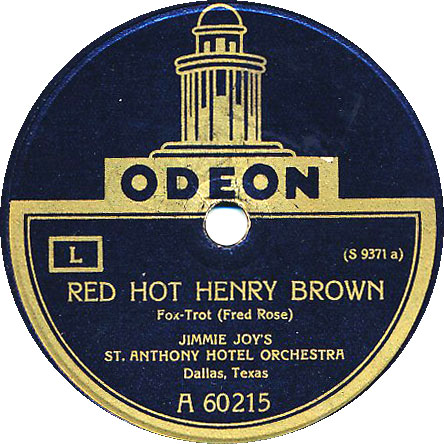 ODEON
L
(S 9371 a)
RED HOT HENRY BROWN
Fox-Trot (Fred Rose)
JIMMIE JOY'S
ST. ANTHONY HOTEL ORCHESTRA
Dallas, Texas
A 60215